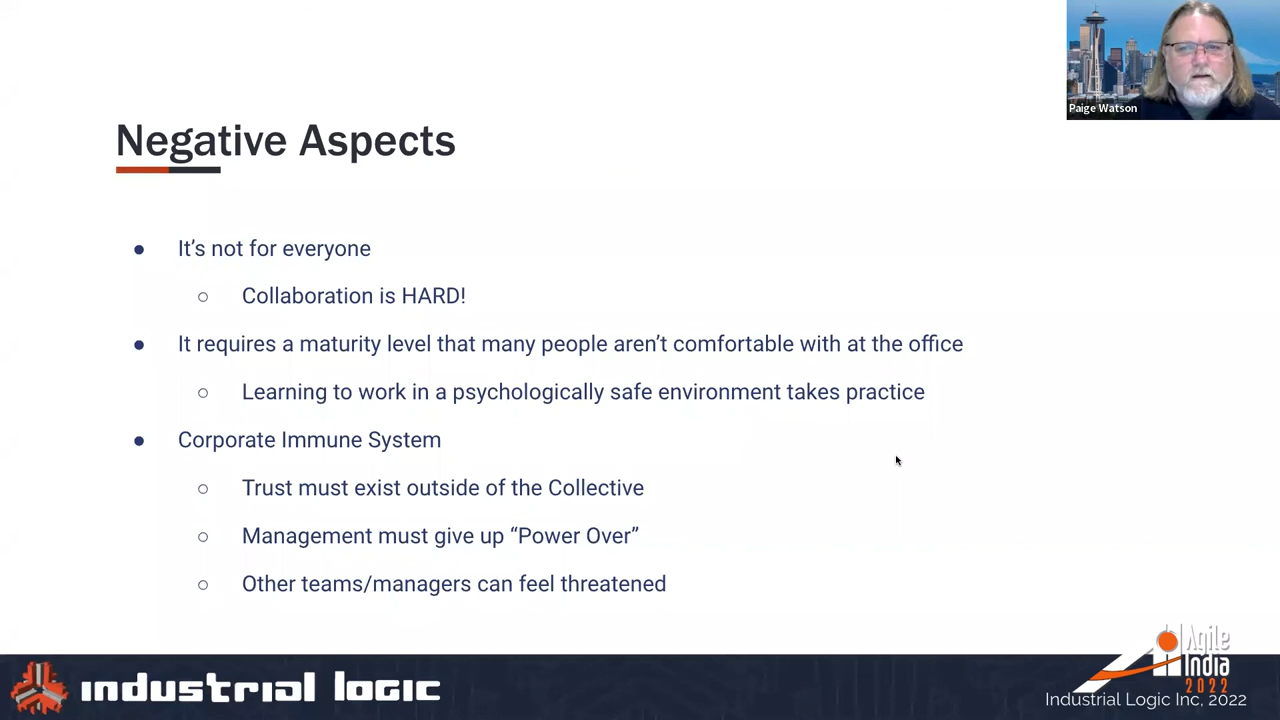 Paige Watson
Negative Aspects
● It’s not for everyone
○ Collaboration is HARD!
● It requires a maturity level that many people aren’t comfortable with at the office
○ Learning to work in a psychologically safe environment takes practice
● Corporate Immune System
○ Trust must exist outside of the Collective
○ Management must give up “Power Over”
○ Other teams/managers can feel threatened
industrial logic
Agile
India
2022
Industrial Logic Inc, 2022